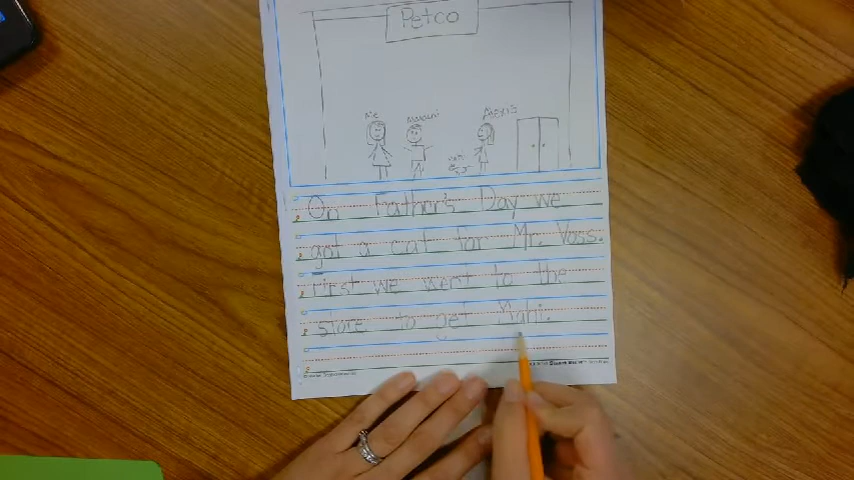 Petco
Me
Alexis
On Father's Day we
got a cat for Mr. Voss.
First we went to the
store to get Mahi.